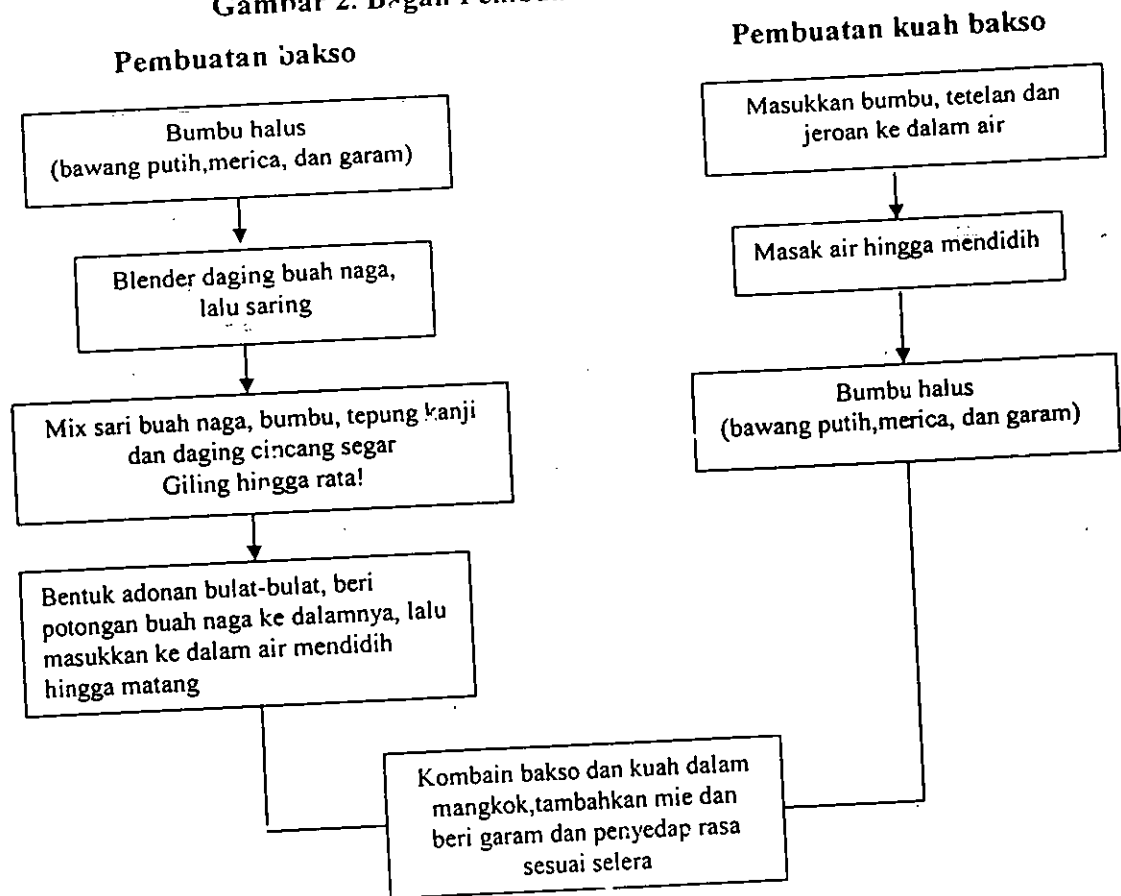 Gambar 2. Bagan
Pembuatan bakso
Bumbu halus
(bawang putih,merica, dan garam)
Blender daging buah naga,
lalu saring
Mix sari buah naga, bumbu, tepung kanji
dan daging cincang segar
Giling hingga rata!
Bentuk adonan bulat-bulat, beri
potongan buah naga ke dalamnya, lalu
masukkan ke dalam air mendidih
hingga matang
Pembuatan kuah bakso
Masukkan bumbu, tetelan dan
jeroan ke dalam air
Masak air hingga mendidih
Bumbu halus
(bawang putih,merica, dan garam)
Kombain bakso dan kuah dalam
mangkok,tambahkan mie dan
beri garam dan penyedap rasa
sesuai selera